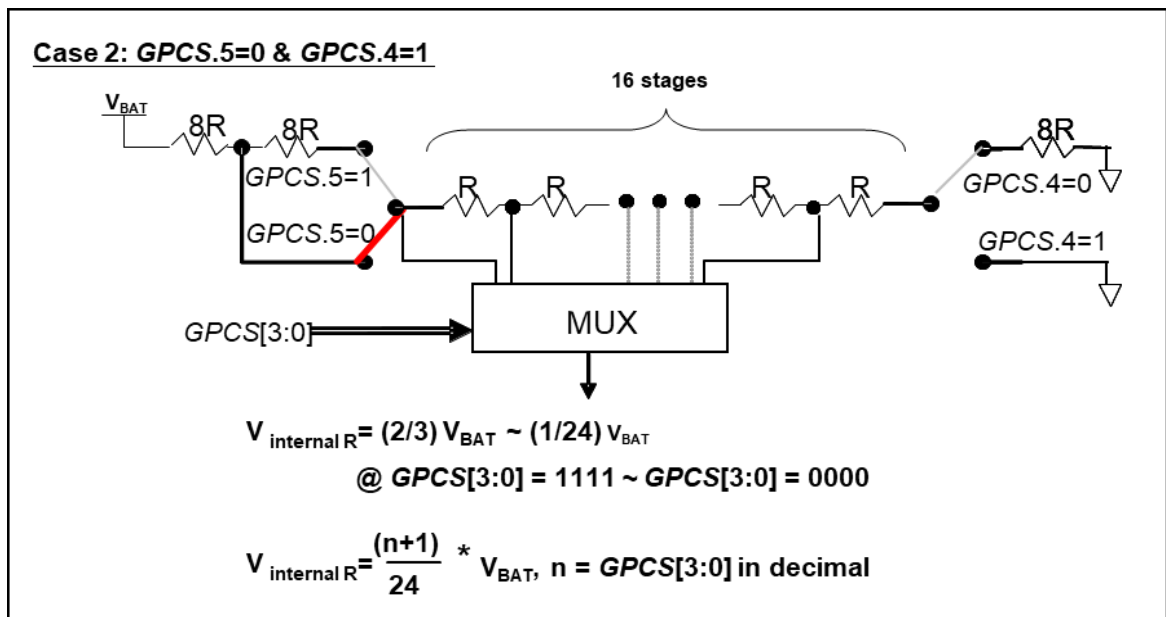 Case 2: GPCS.5=0 & GPCS.4=1
16 stages
VBAT
8R
8R
8R
GPCS.5=1
R
R
R
R
GPCS.4=0
GPCS.5=0
GPCS.4=1
MUX
GPCS[3:0]
V internal R= (2/3) VBAT ~ (1/24) VBAT
@ GPCS[3:0] = 1111 ~ GPCS[3:0] = 0000
V internal R= (n+1)/24 * VBAT, n = GPCS[3:0] in decimal